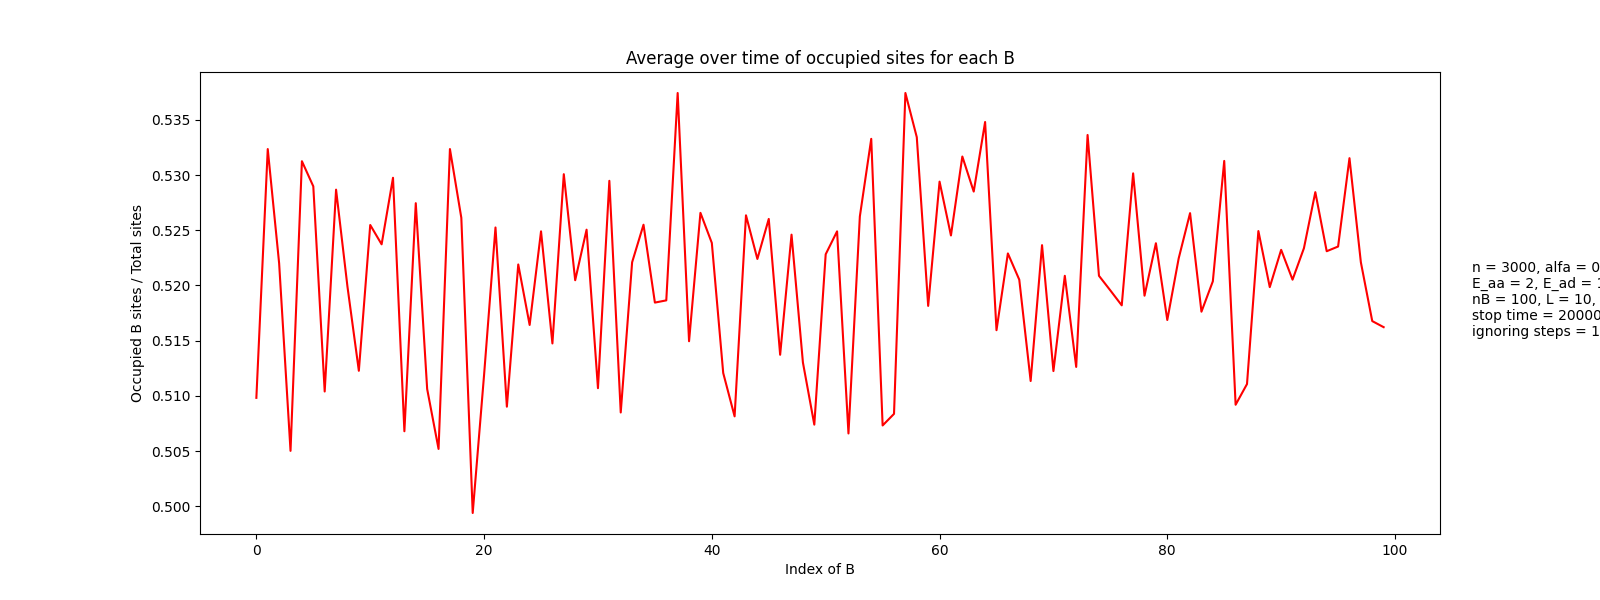 Average over time of occupied sites for each B
0.535
0.530
0.525
0.520
0.515
0.510
0.505
0.500
Occupied B sites / Total sites
0 20 40 60 80 100
Index of B
n = 3000, alfa = 0
E_aa = 2, E_ad =
nB = 100, L = 10,
stop time = 20000
ignoring steps = 1